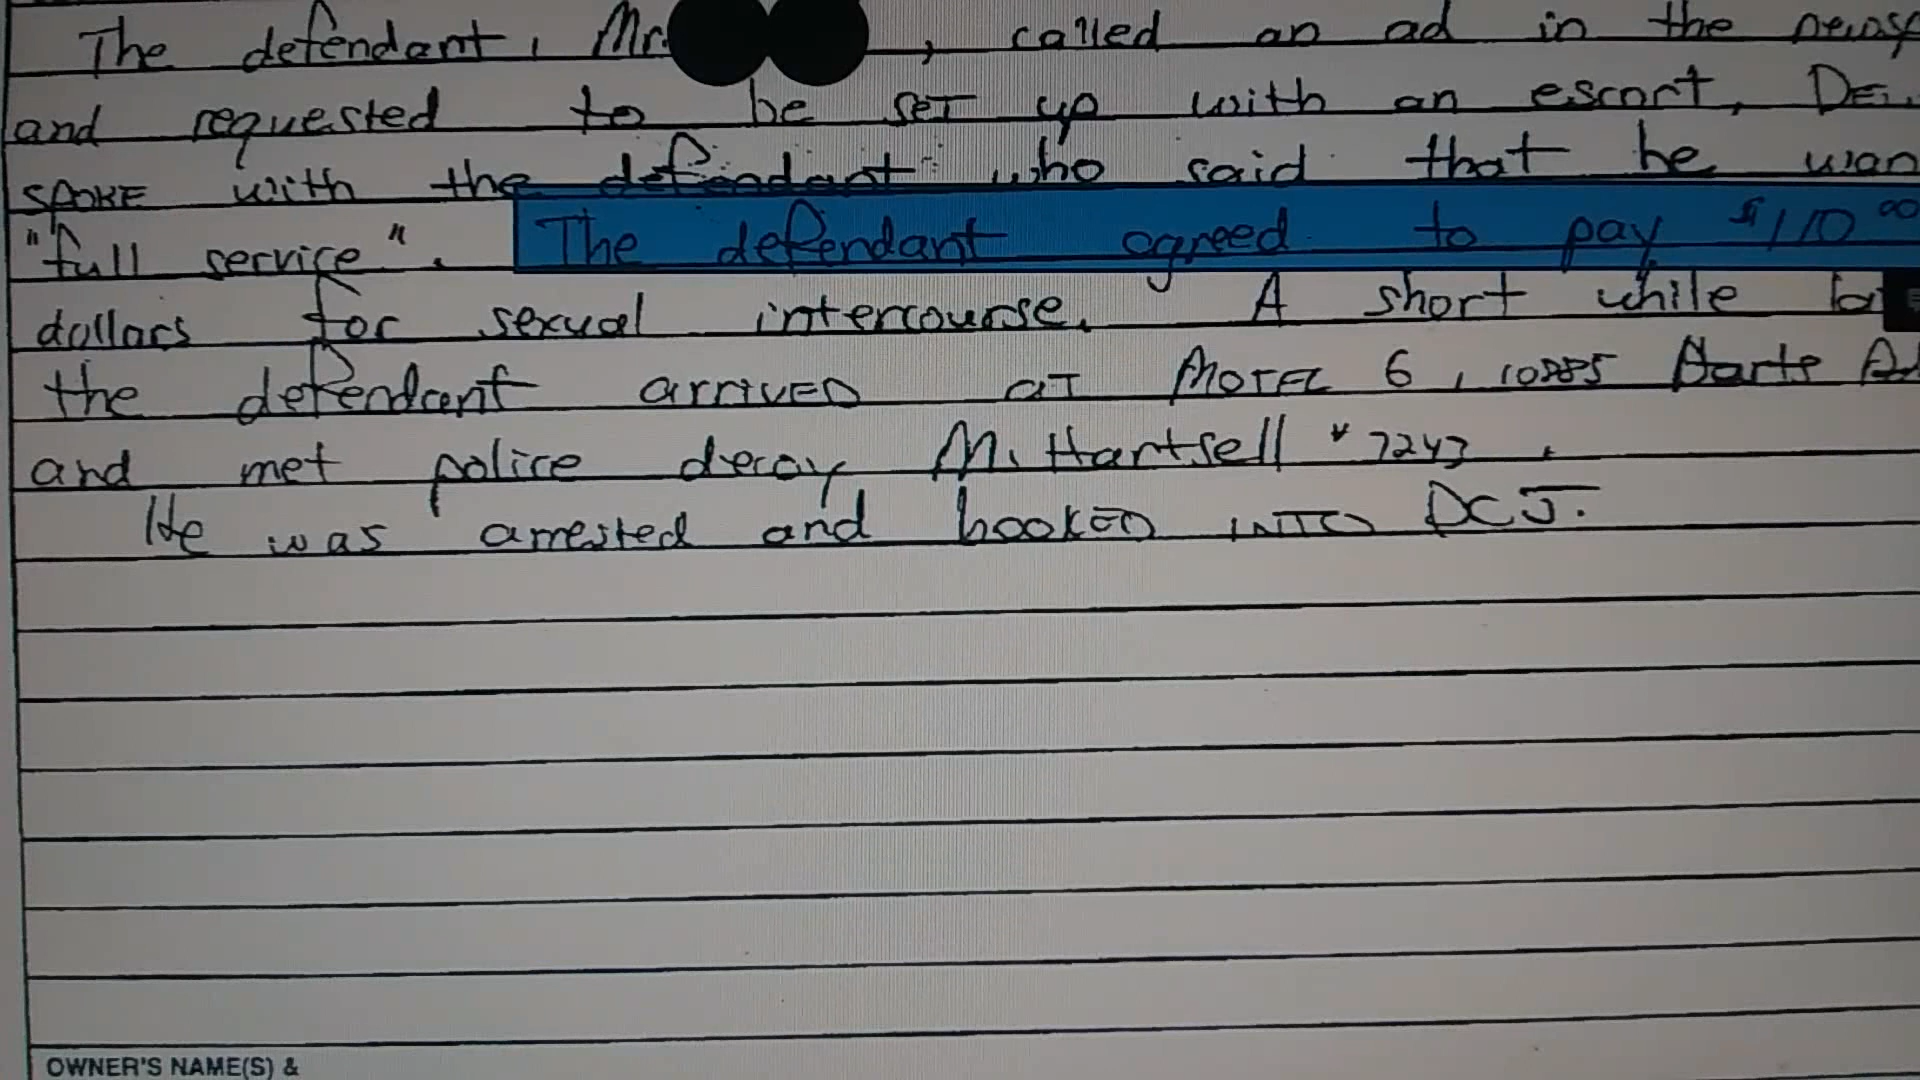 The defendant, Mr. , called an ad in the
and requested to be SET up with an escort,
SPOKE with the defendant who said that he
"full service". The defendant agreed to pay $110 00
dollars for sexual intercourse. A short while
the defendant arrived at MOTEL 6, 10885 Harts
and met police decoy M. Hartsell #7243.
He was arrested and booked INTO DCJ.
OWNER'S NAME(S) &